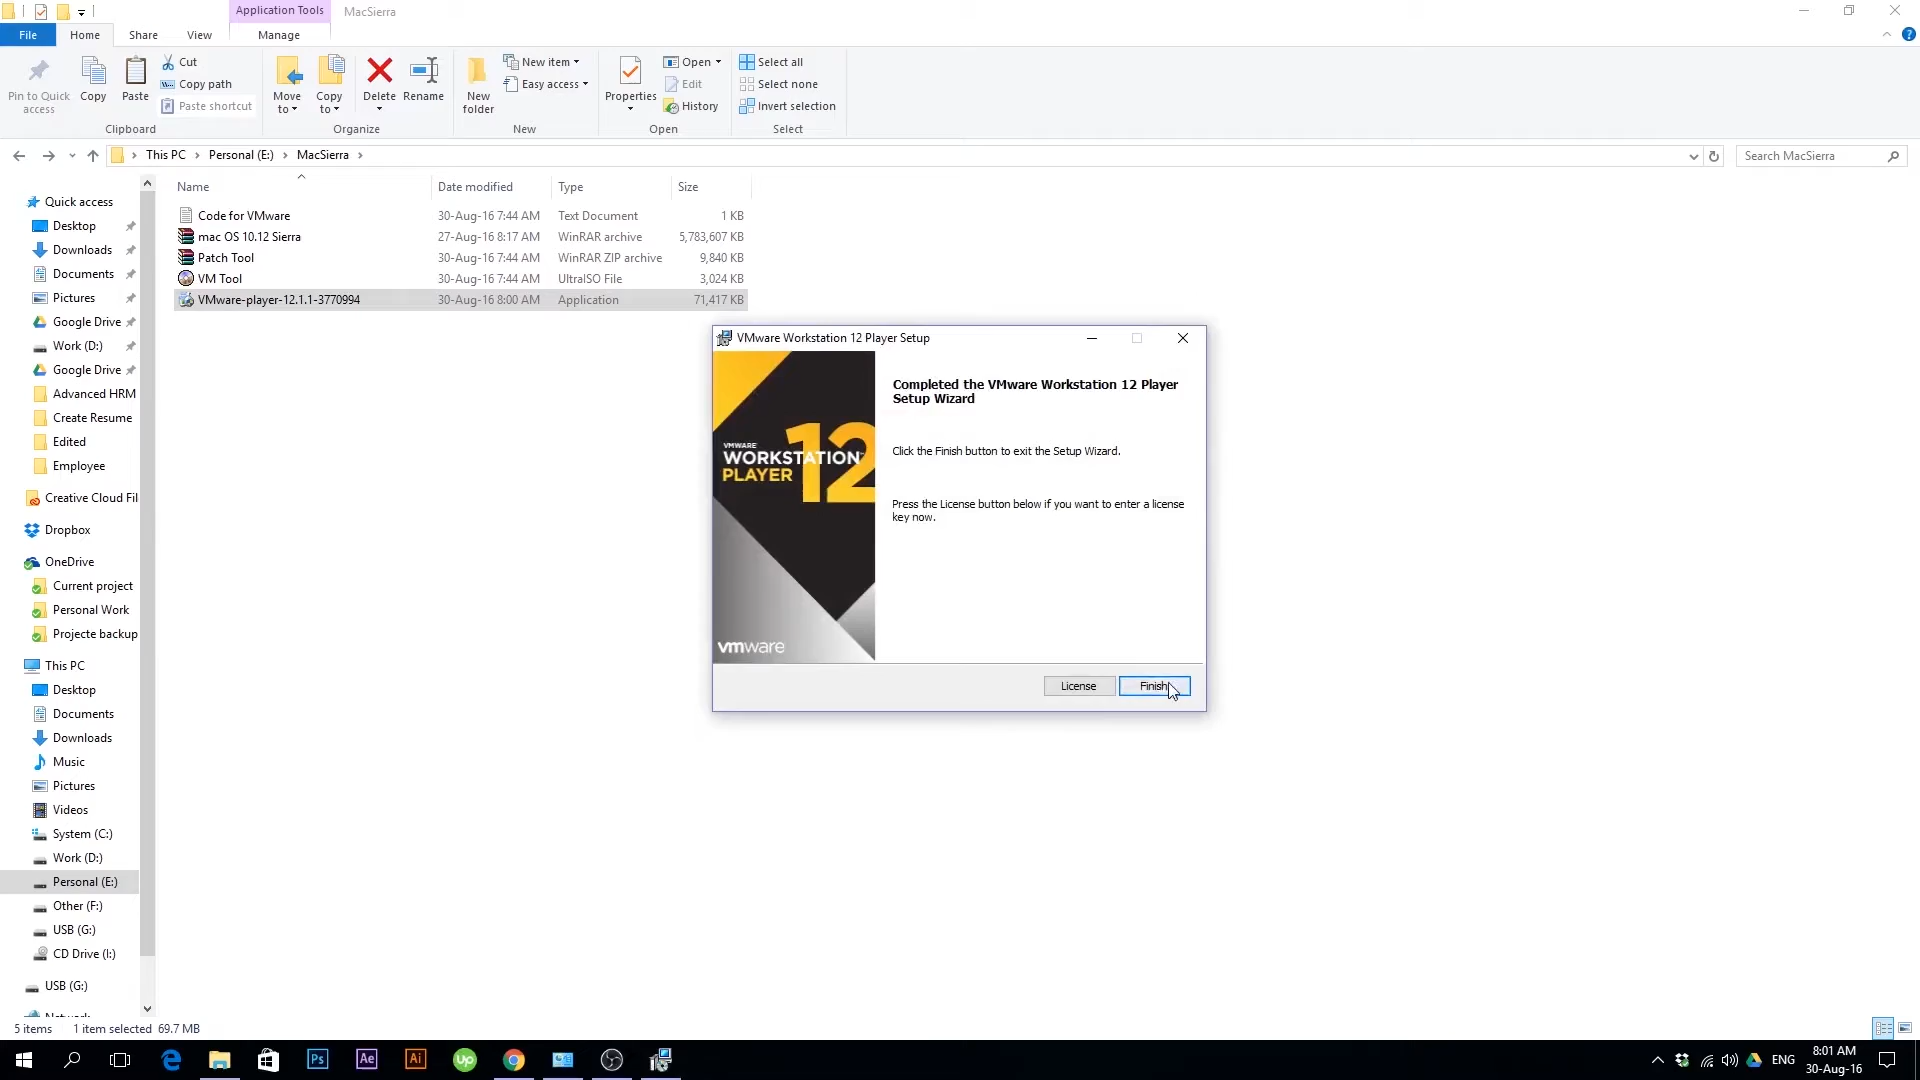 Application Tools
MacSierra
File
Home
Share
View
Manage
Pin to Quick access
Copy
Paste
Cut
Copy path
Paste shortcut
Clipboard
Move to
Copy to
Delete
Rename
Organize
New folder
New item
Easy access
New
Properties
Open
Edit
History
Open
Select all
Select none
Invert selection
Select
This PC
Personal (E:)
MacSierra
Search MacSierra
Name
Date modified
Type
Size
Code for VMware 30-Aug-16 7:44 AM Text Document 1 KB
mac OS 10.12 Sierra 27-Aug-16 8:17 AM WinRAR archive 5,783,607 KB
Patch Tool 30-Aug-16 7:44 AM WinRAR ZIP archive 9,840 KB
VM Tool 30-Aug-16 7:44 AM UltraISO File 3,024 KB
VMware-player-12.1.1-3770994 30-Aug-16 8:00 AM Application 71,417 KB
Quick access
Desktop
Downloads
Documents
Pictures
Google Drive
Work (D:)
Google Drive
Advanced HRM
Create Resume
Edited
Employee
Creative Cloud Fil
Dropbox
OneDrive
Current project
Personal Work
Projecte backup
This PC
Desktop
Documents
Downloads
Music
Pictures
Videos
System (C:)
Work (D:)
Personal (E:)
Other (F:)
USB (G:)
CD Drive (I:)
USB (G:)
VMware Workstation 12 Player Setup
VMWARE
WORKSTATION
PLAYER
12
vmware
Completed the VMware Workstation 12 Player
Setup Wizard
Click the Finish button to exit the Setup Wizard.
Press the License button below if you want to enter a license
key now.
License
Finish
5 items
1 item selected 69.7 MB
Ps
Ae
Ai
Up
ENG
8:01 AM
30-Aug-16